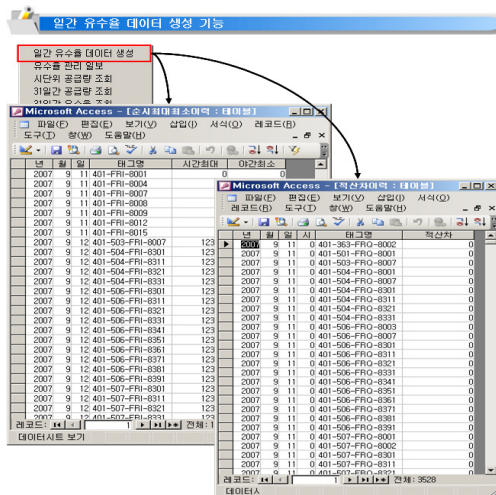 일간 유수율 데이터 생성 기능
일간 유수율 데이터 생성
유수율 관리 일보
시단위 공급량 조회
31일간 공급량 조회
Microsoft Access - [순시최대최소이력 : 테이블]
파일(F) 편집(E) 보기(V) 삽입(I) 서식(O) 레코드(R)
도구(T) 창(W) 도움말(H)
년 월 일 태그명 시간최대 야간최소
2007 9 11 401-FRI-8001 0 0
2007 9 11 401-FRI-8004
2007 9 11 401-FRI-8007
2007 9 11 401-FRI-8008
2007 9 11 401-FRI-8009
2007 9 11 401-FRI-8012
2007 9 11 401-FRI-8015
2007 9 12 401-503-FRI-8007 123
2007 9 12 401-504-FRI-8301 123
2007 9 12 401-504-FRI-8311 123
2007 9 12 401-504-FRI-8321 123
2007 9 12 401-504-FRI-8331 123
2007 9 12 401-506-FRI-8301 123
2007 9 12 401-506-FRI-8311 123
2007 9 12 401-506-FRI-8321 123
2007 9 12 401-506-FRI-8331 123
2007 9 12 401-506-FRI-8341 123
2007 9 12 401-506-FRI-8351 123
2007 9 12 401-506-FRI-8361 123
2007 9 12 401-506-FRI-8371 123
2007 9 12 401-506-FRI-8381 123
2007 9 12 401-506-FRI-8391 123
2007 9 12 401-507-FRI-8301 123
2007 9 12 401-507-FRI-8311 123
2007 9 12 401-507-FRI-8321 123
2007 9 12 401-507-FRI-8331 123
레코드: 1 전체: 1
데이터시트 보기
Microsoft Access - [적산차이력 : 테이블]
파일(F) 편집(E) 보기(V) 삽입(I) 서식(O)
레코드(R) 도구(T) 창(W) 도움말(H)
년 월 일 시 태그명 적산차
2007 9 11 0 401-363-FRQ-8002 0
2007 9 11 0 401-501-FRQ-8001 0
2007 9 11 0 401-503-FRQ-8007 0
2007 9 11 0 401-504-FRQ-8001 0
2007 9 11 0 401-504-FRQ-8007 0
2007 9 11 0 401-504-FRQ-8301 0
2007 9 11 0 401-504-FRQ-8311 0
2007 9 11 0 401-504-FRQ-8321 0
2007 9 11 0 401-504-FRQ-8331 0
2007 9 11 0 401-506-FRQ-8003 0
2007 9 11 0 401-506-FRQ-8007 0
2007 9 11 0 401-506-FRQ-8301 0
2007 9 11 0 401-506-FRQ-8311 0
2007 9 11 0 401-506-FRQ-8321 0
2007 9 11 0 401-506-FRQ-8331 0
2007 9 11 0 401-506-FRQ-8341 0
2007 9 11 0 401-506-FRQ-8351 0
2007 9 11 0 401-506-FRQ-8361 0
2007 9 11 0 401-506-FRQ-8371 0
2007 9 11 0 401-506-FRQ-8381 0
2007 9 11 0 401-506-FRQ-8391 0
2007 9 11 0 401-507-FRQ-8002 0
2007 9 11 0 401-507-FRQ-8301 0
2007 9 11 0 401-507-FRQ-8311 0
2007 9 11 0 401-507-FRQ-8321 0
레코드: 1 전체: 3528